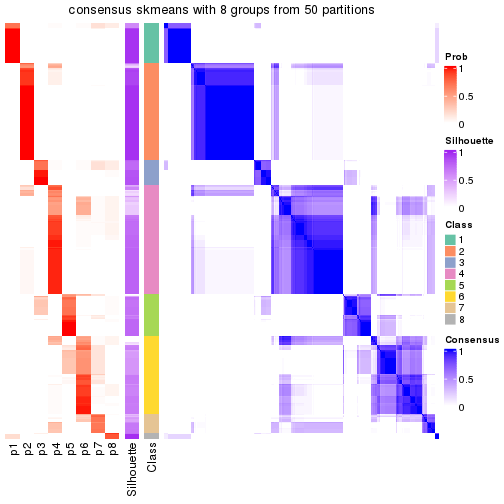 consensus skmeans with 8 groups from 50 partitions
Prob
1
0.5
0
Silhouette
1
0.5
0
Class
1
2
3
4
5
6
7
8
Consensus
1
0.5
0
p1
p2
p3
p4
p5
p6
p7
p8
Silhouette
Class